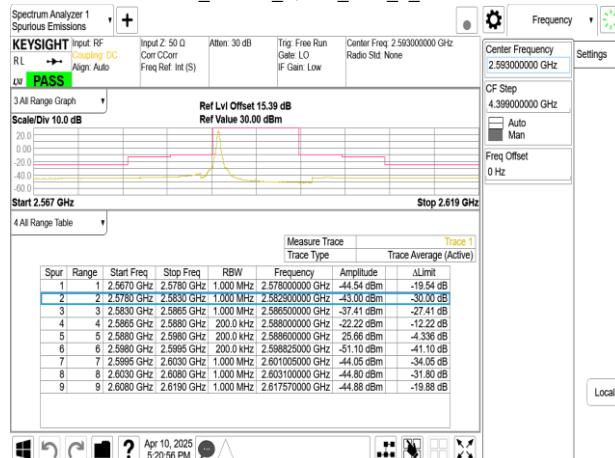 Spectrum Analyzer 1
Spurious Emissions
Frequency
KEYSIGHT Input: RF Input Z: 50 Ω Atten: 30 dB Trig: Free Run Center Freq: 2.593000000 GHz
RL Coupling: DC Corr CCorr Gate: LO Radio Std: None
Align: Auto Freq Ref: Int (S) IF Gain: Low
LXI PASS
Center Frequency
2.593000000 GHz
Settings
CF Step
4.399000000 GHz
Auto
Man
Freq Offset
0 Hz
3 All Range Graph
Ref Lvl Offset 15.39 dB
Scale/Div 10.0 dB Ref Value 30.00 dBm
20.0
0.00
-20.0
-40.0
-60.0
Start 2.567 GHz Stop 2.619 GHz
4 All Range Table
Measure Trace Trace 1
Trace Type Trace Average (Active)
Spur Range Start Freq Stop Freq RBW Frequency Amplitude ΔLimit
1 1 2.5670 GHz 2.5780 GHz 1.000 MHz 2.578000000 GHz -44.54 dBm -19.54 dB
2 2 2.5780 GHz 2.5830 GHz 1.000 MHz 2.582900000 GHz -43.00 dBm -30.00 dB
3 3 2.5830 GHz 2.5865 GHz 1.000 MHz 2.586500000 GHz -37.41 dBm -27.41 dB
4 4 2.5865 GHz 2.5880 GHz 200.0 kHz 2.588000000 GHz -22.22 dBm -12.22 dB
5 5 2.5880 GHz 2.5980 GHz 200.0 kHz 2.588600000 GHz 25.66 dBm -4.336 dB
6 6 2.5980 GHz 2.5995 GHz 200.0 kHz 2.598825000 GHz -51.10 dBm -41.10 dB
7 7 2.5995 GHz 2.6030 GHz 1.000 MHz 2.601005000 GHz -44.05 dBm -34.05 dB
8 8 2.6030 GHz 2.6080 GHz 1.000 MHz 2.603100000 GHz -44.80 dBm -31.80 dB
9 9 2.6080 GHz 2.6190 GHz 1.000 MHz 2.617570000 GHz -44.88 dBm -19.88 dB
Local
Apr 10, 2025
5:20:56 PM